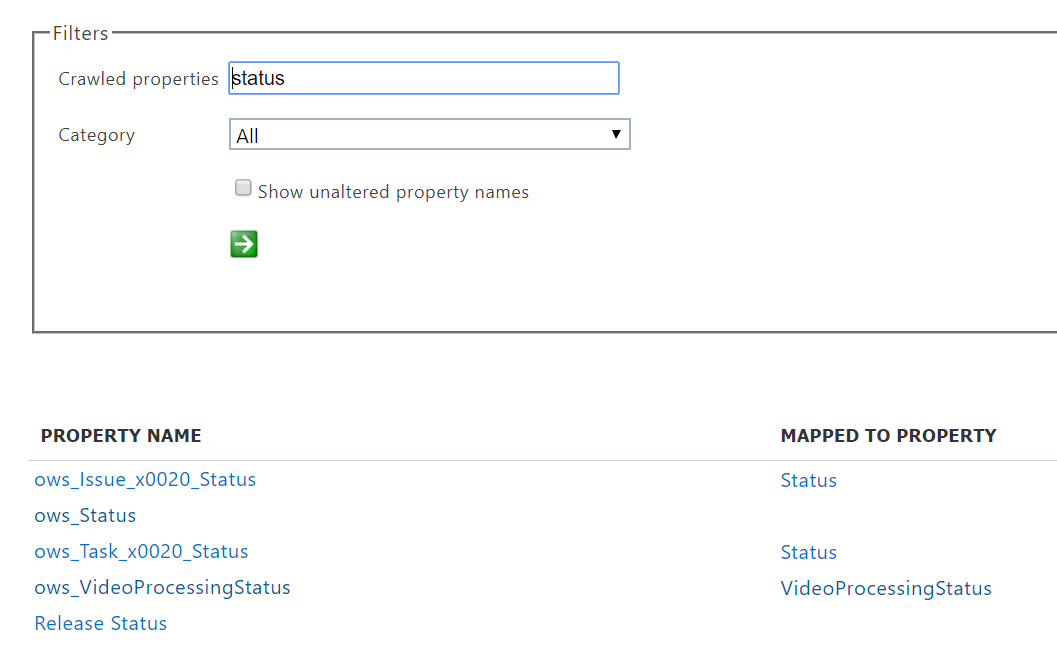 Filters
Crawled properties status
Category All
Show unaltered property names
PROPERTY NAME MAPPED TO PROPERTY
ows_Issue_x0020_Status Status
ows_Status
ows_Task_x0020_Status Status
ows_VideoProcessingStatus VideoProcessingStatus
Release Status